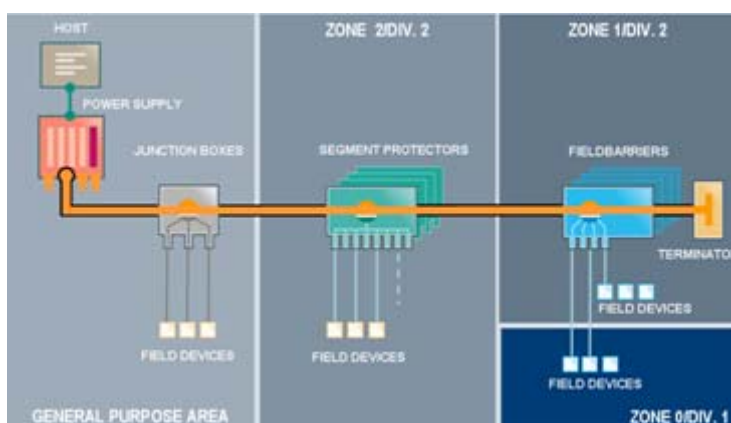 HOST
ZONE 2/DIV. 2
ZONE 1/DIV. 2
POWER SUPPLY
JUNCTION BOXES
SEGMENT PROTECTORS
FIELDBARRIERS
TERMINATO
FIELD DEVICES
FIELD DEVICES
FIELD DEVICES
FIELD DEVICES
GENERAL PURPOSE AREA
ZONE 0/DIV. 1